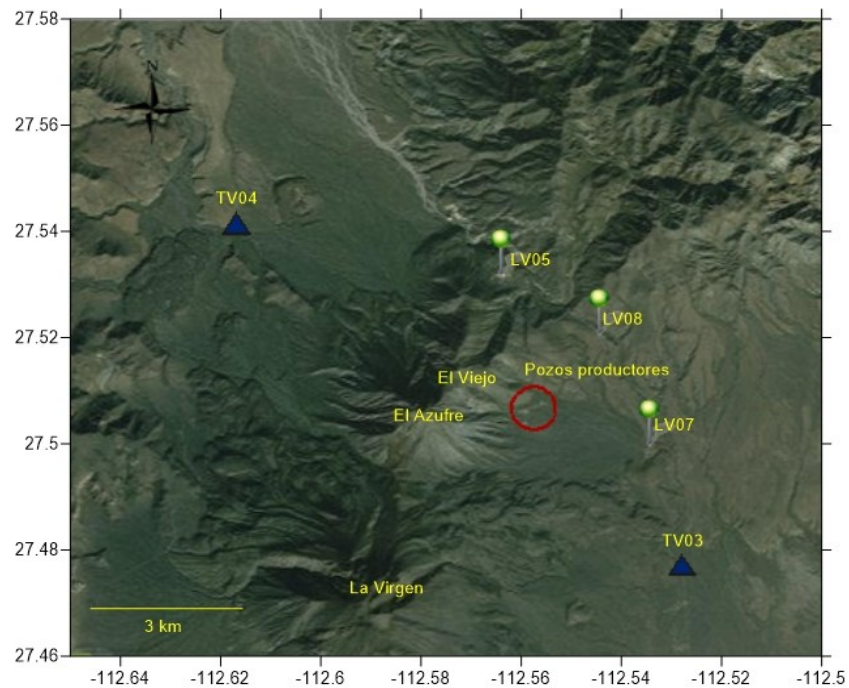 27.58
N
27.56
TV04
27.54
LV05
LV08
27.52
Pozos productores
El Viejo
El Azufre
LV07
27.5
TV03
27.48
La Virgen
3 km
27.46
-112.64
-112.62
-112.6
-112.58
-112.56
-112.54
-112.52
-112.5